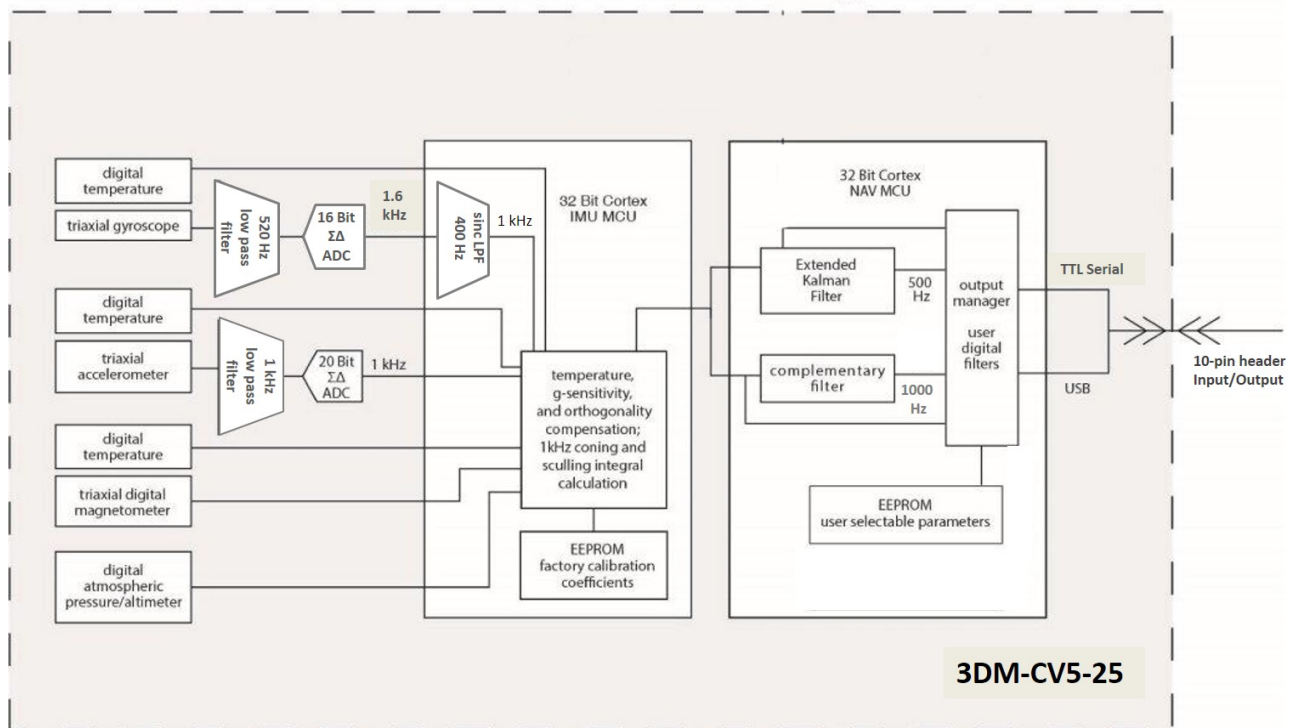 digital
temperature
triaxial gyroscope
520 Hz
low pass
filter
16 Bit
ΣΔ
ADC
1.6
kHz
sinc LPF
400 Hz
1 kHz
32 Bit Cortex
IMU MCU
digital
temperature
triaxial
accelerometer
1 kHz
low pass
filter
20 Bit
ΣΔ
ADC
1 kHz
digital
temperature
triaxial digital
magnetometer
digital
atmospheric
pressure/altimeter
temperature,
g-sensitivity,
and orthogonality
compensation;
1kHz coning and
sculling integral
calculation
EEPROM
factory calibration
coefficients
32 Bit Cortex
NAV MCU
Extended
Kalman
Filter
500
Hz
complementary
filter
1000
Hz
output
manager
user
digital
filters
EEPROM
user selectable parameters
TTL Serial
USB
10-pin header
Input/Output
3DM-CV5-25